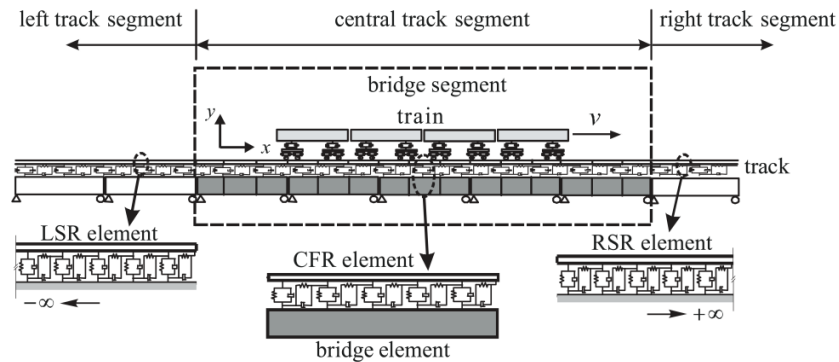 left track segment
central track segment
right track segment
bridge segment
train
v
y
x
track
LSR element
CFR element
RSR element
−∞
+∞
bridge element